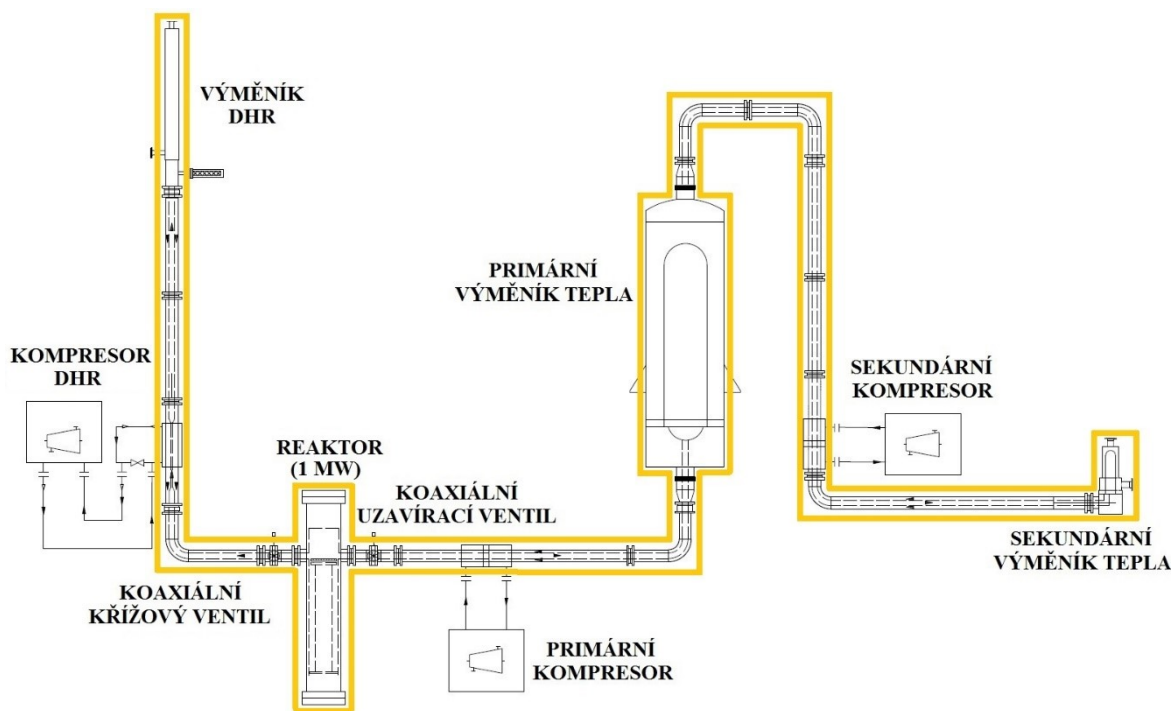 VÝMĚNÍK
DHR
PRIMÁRNÍ
VÝMĚNÍK TEPLA
KOMPRESOR
DHR
SEKUNDÁRNÍ
KOMPRESOR
REAKTOR
(1 MW)
KOAXIÁLNÍ
UZAVÍRACÍ VENTIL
SEKUNDÁRNÍ
VÝMĚNÍK TEPLA
KOAXIÁLNÍ
KŘÍŽOVÝ VENTIL
PRIMÁRNÍ
KOMPRESOR